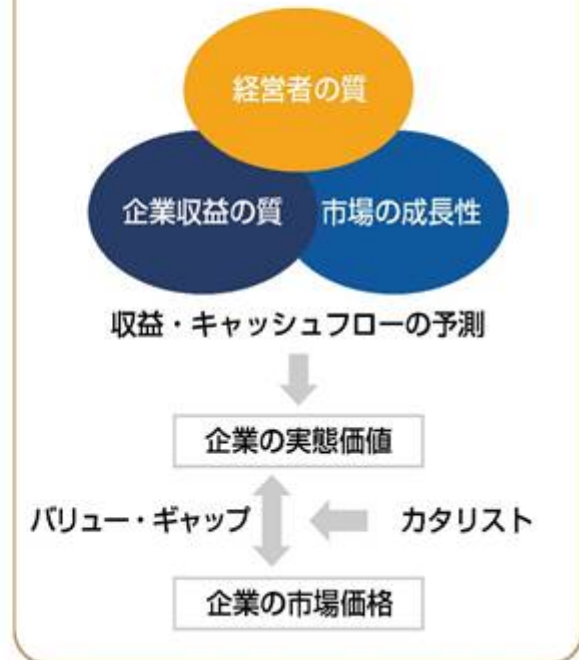 経営者の質
企業収益の質
市場の成長性
収益・キャッシュフローの予測
企業の実態価値
バリュー・ギャップ
カタリスト
企業の市場価格